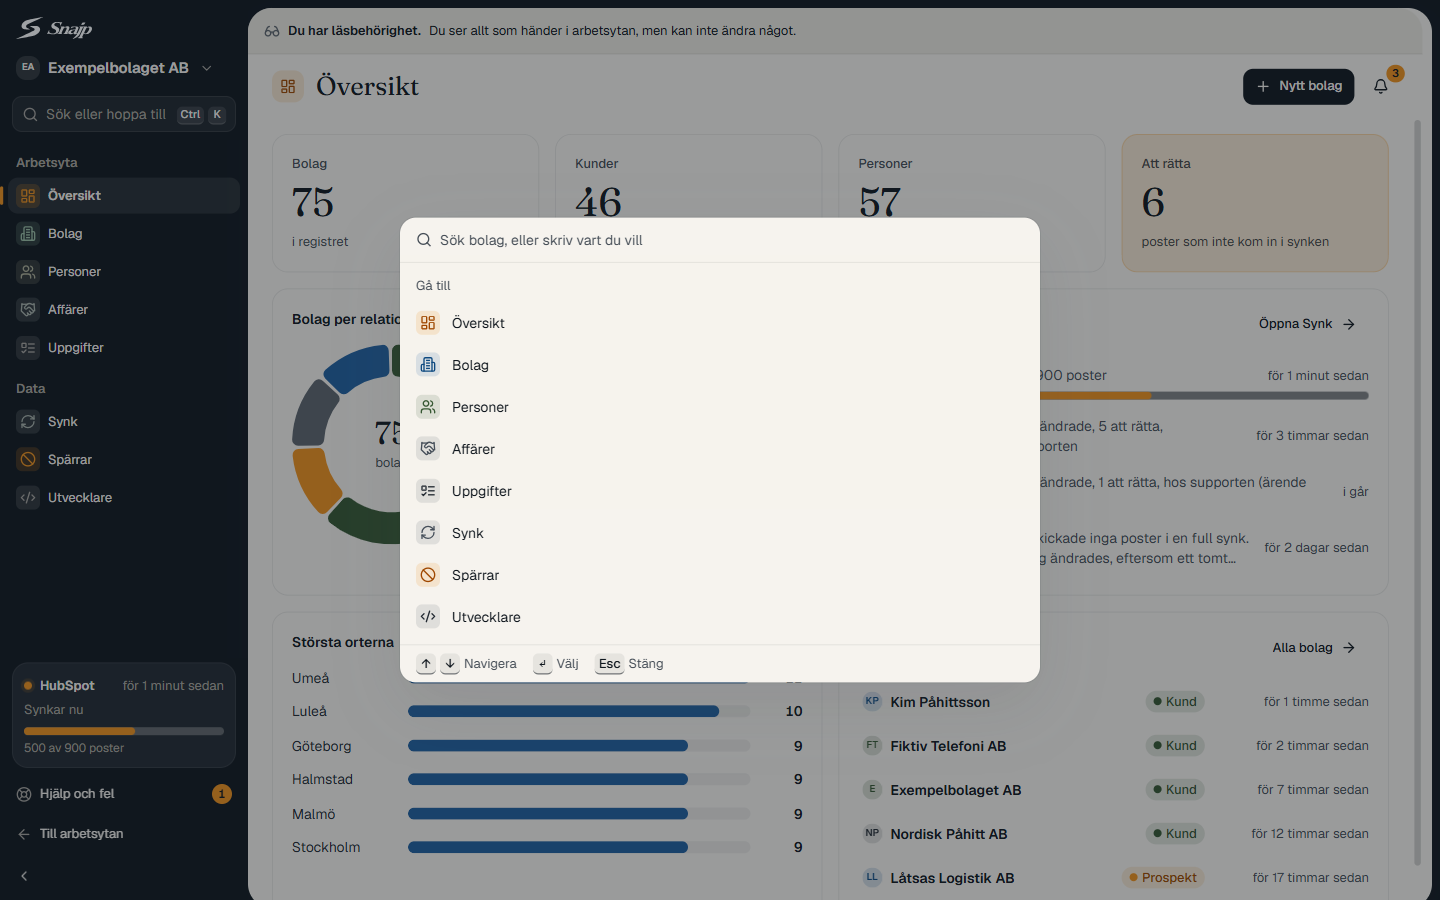 Snajp
EA Exempelbolaget AB
Sök eller hoppa till Ctrl K
Arbetsyta
Översikt
Bolag
Personer
Affärer
Uppgifter
Data
Synk
Spärrar
Utvecklare
HubSpot för 1 minut sedan
Synkar nu
500 av 900 poster
Hjälp och fel 1
Till arbetsytan
Du har läsbehörighet. Du ser allt som händer i arbetsytan, men kan inte ändra något.
Översikt
Nytt bolag
3
Bolag
75
i registret
Kunder
46
Personer
57
Att rätta
6
poster som inte kom in i synken
Sök bolag, eller skriv vart du vill
Gå till
Översikt
Bolag
Personer
Affärer
Uppgifter
Synk
Spärrar
Utvecklare
Navigera
Välj
Esc Stäng
Bolag per
75
Öppna Synk
900 poster för 1 minut sedan
ändrade, 5 att rätta,
för 3 timmar sedan
ändrade, 1 att rätta, hos supporten (ärende
i går
skickade inga poster i en full synk.
ändrades, eftersom ett tomt…
för 2 dagar sedan
Största orterna
Umeå
Luleå 10
Göteborg 9
Halmstad 9
Malmö 9
Stockholm 9
Alla bolag
KP Kim Påhittsson Kund för 1 timme sedan
FT Fiktiv Telefoni AB Kund för 2 timmar sedan
E Exempelbolaget AB Kund för 7 timmar sedan
NP Nordisk Påhitt AB Kund för 12 timmar sedan
LL Låtsas Logistik AB Prospekt för 17 timmar sedan